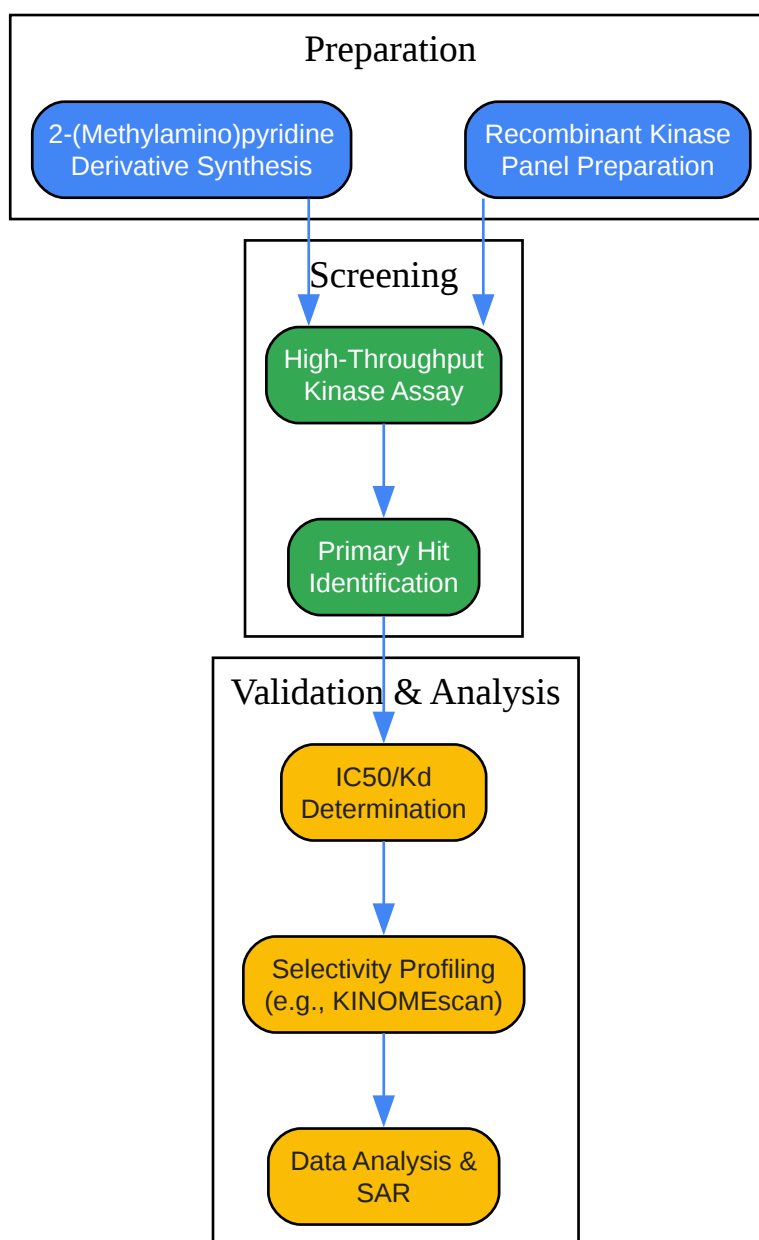 Preparation
2-(Methylamino)pyridine
Derivative Synthesis
Recombinant Kinase
Panel Preparation
Screening
High-Throughput
Kinase Assay
Primary Hit
Identification
Validation & Analysis
IC50/Kd
Determination
Selectivity Profiling
(e.g., KINOMEscan)
Data Analysis &
SAR